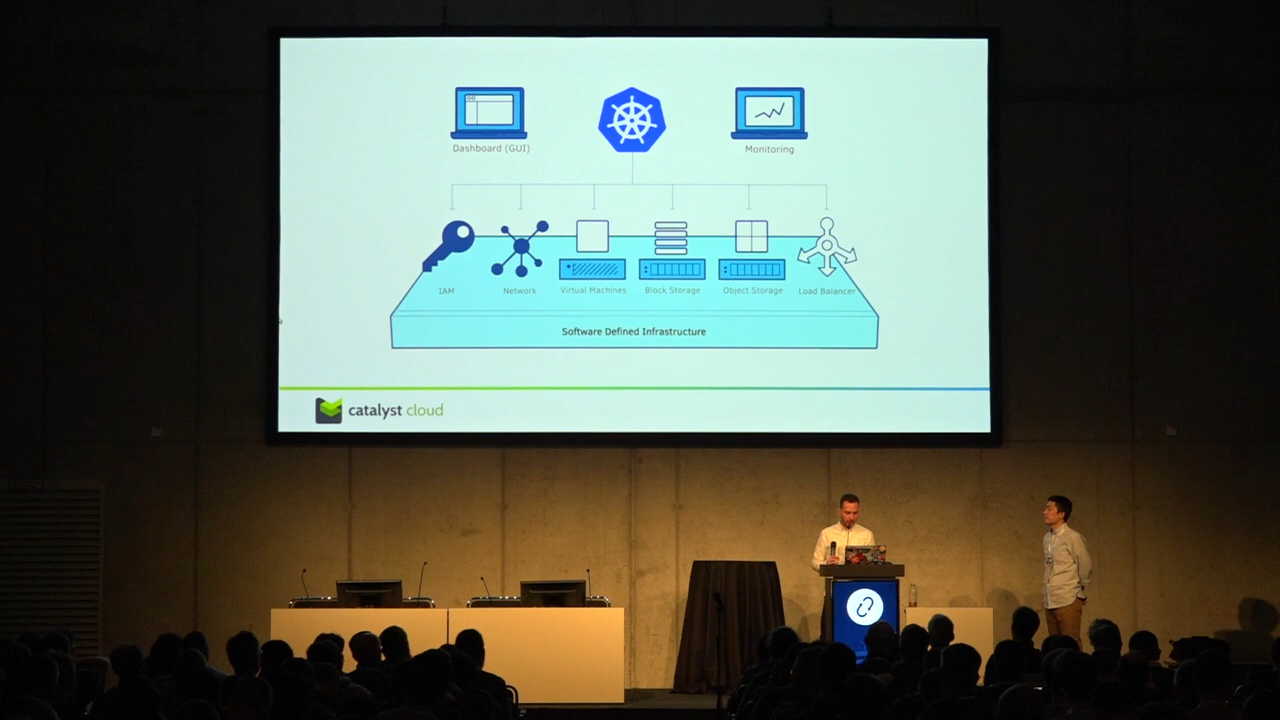 Dashboard (GUI)
Monitoring
IAM
Network
Virtual Machines
Block Storage
Object Storage
Load Balancer
Software Defined Infrastructure
catalyst cloud